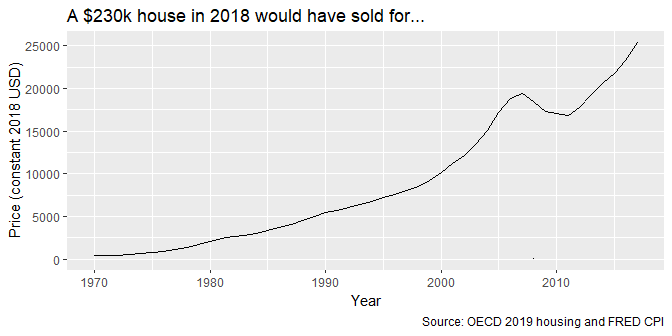 A $230k house in 2018 would have sold for...
Price (constant 2018 USD)
25000
20000
15000
10000
5000
0
1970 1980 1990 2000 2010
Year
Source: OECD 2019 housing and FRED CPI